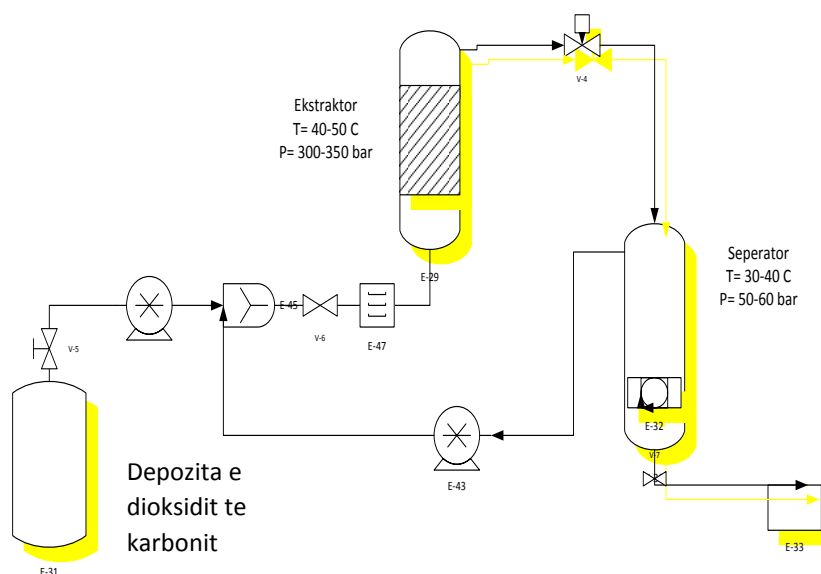 V-4
Ekstraktor
T= 40-50 C
P= 300-350 bar
E-29
Seperator
T= 30-40 C
P= 50-60 bar
E-45
V-6
E-47
V-5
E-32
V-7
E-43
Depozita e
dioksidit te
karbonit
E-33
E-31